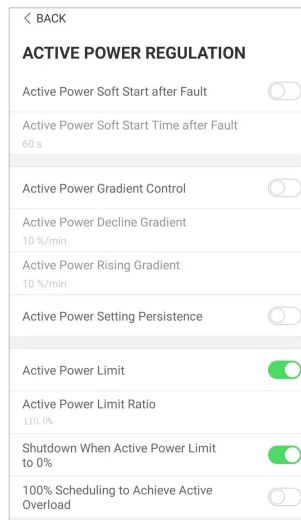 < BACK
ACTIVE POWER REGULATION
Active Power Soft Start after Fault
Active Power Soft Start Time after Fault
60 s
Active Power Gradient Control
Active Power Decline Gradient
10 %/min
Active Power Rising Gradient
10 %/min
Active Power Setting Persistence
Active Power Limit
Active Power Limit Ratio
110.0%
Shutdown When Active Power Limit
to 0%
100% Scheduling to Achieve Active
Overload